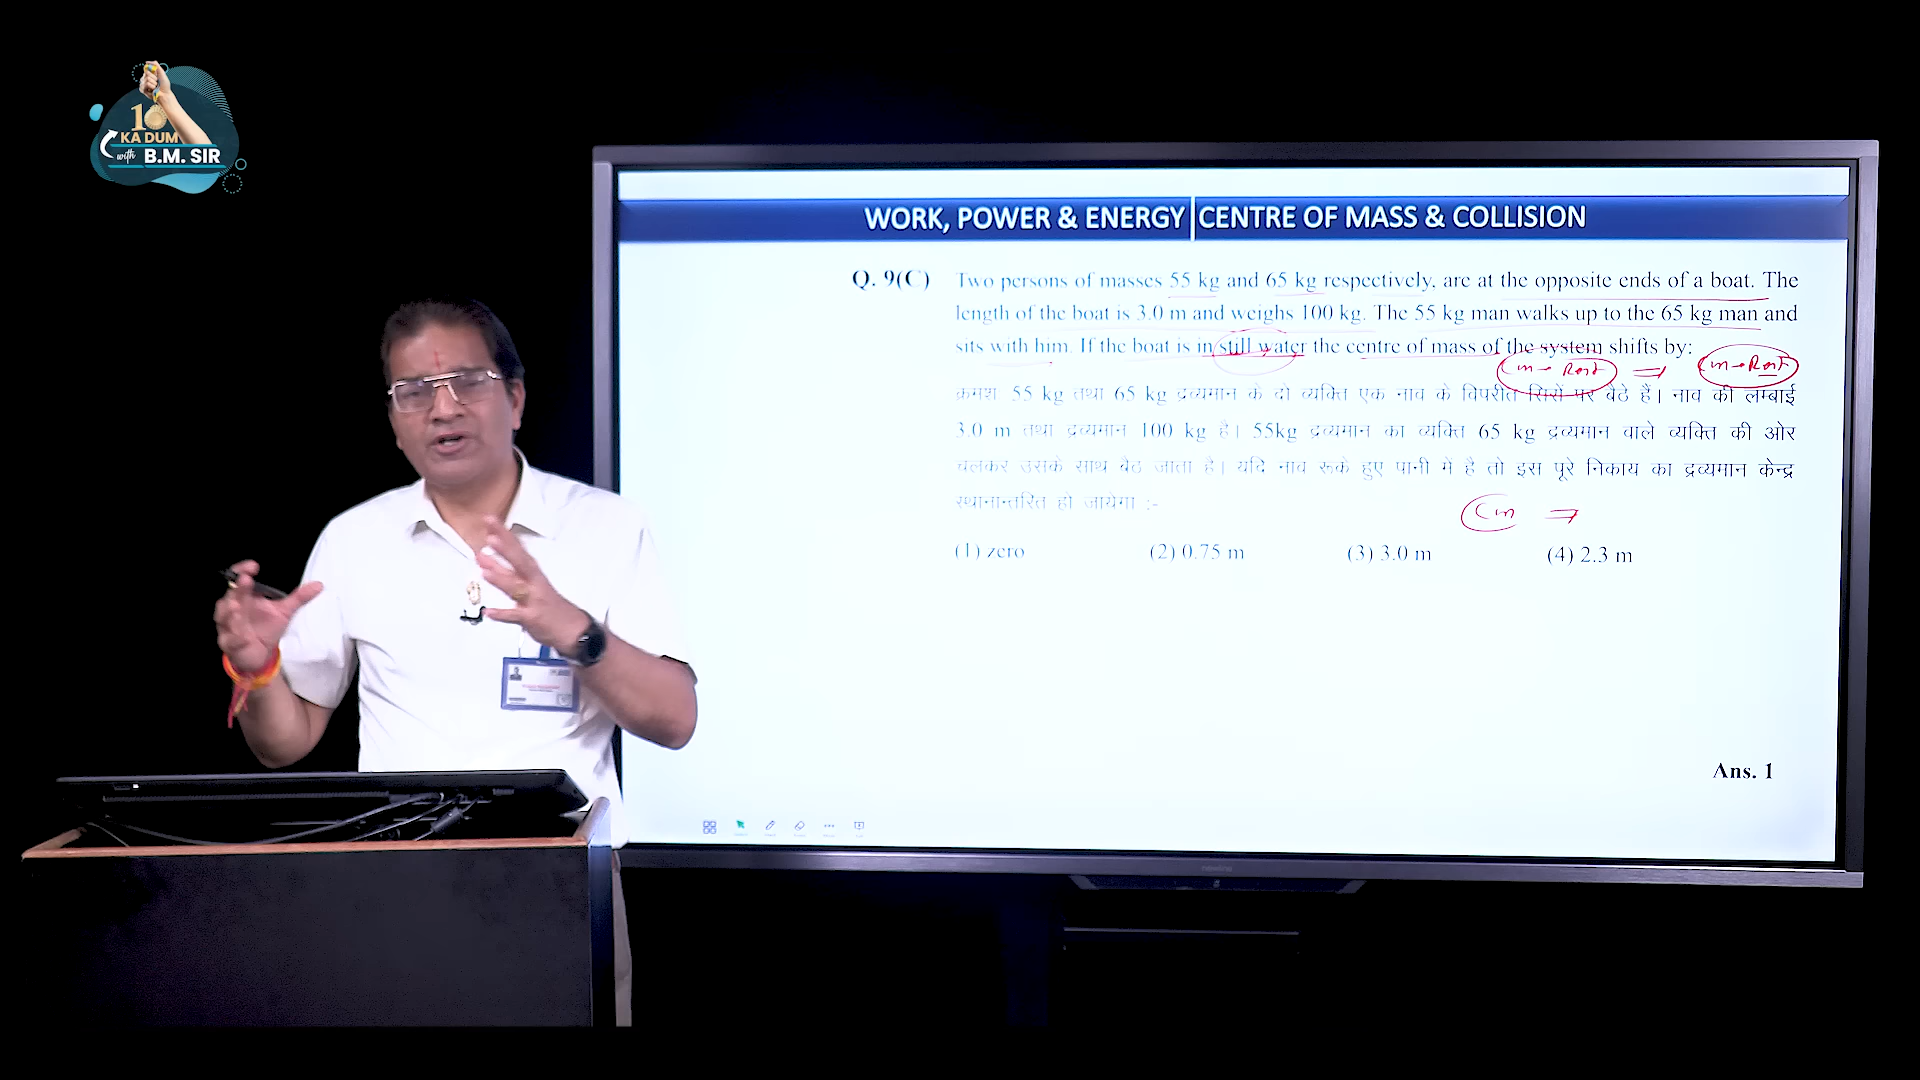 10
KA DUM
with B.M. SIR
WORK, POWER & ENERGY CENTRE OF MASS & COLLISION
Q. 9(C) Two persons of masses 55 kg and 65 kg respectively, are at the opposite ends of a boat. The
length of the boat is 3.0 m and weighs 100 kg. The 55 kg man walks up to the 65 kg man and
sits with him. If the boat is in still water the centre of mass of the system shifts by:
cm → Rest ⇒ cm → Rest
क्रमश 55 kg तथा 65 kg द्रव्यमान के दो व्यक्ति एक नाव के विपरीत सिरों पर बैठे हैं। नाव की लम्बाई
3.0 m तथा द्रव्यमान 100 kg है। 55kg द्रव्यमान का व्यक्ति 65 kg द्रव्यमान वाले व्यक्ति की ओर
चलकर उसके साथ बैठ जाता है। यदि नाव रूके हुए पानी में है तो इस पूरे निकाय का द्रव्यमान केन्द्र
स्थानान्तरित हो जायेगा :-
cm ⇒
(1) zero (2) 0.75 m (3) 3.0 m (4) 2.3 m
Ans. 1